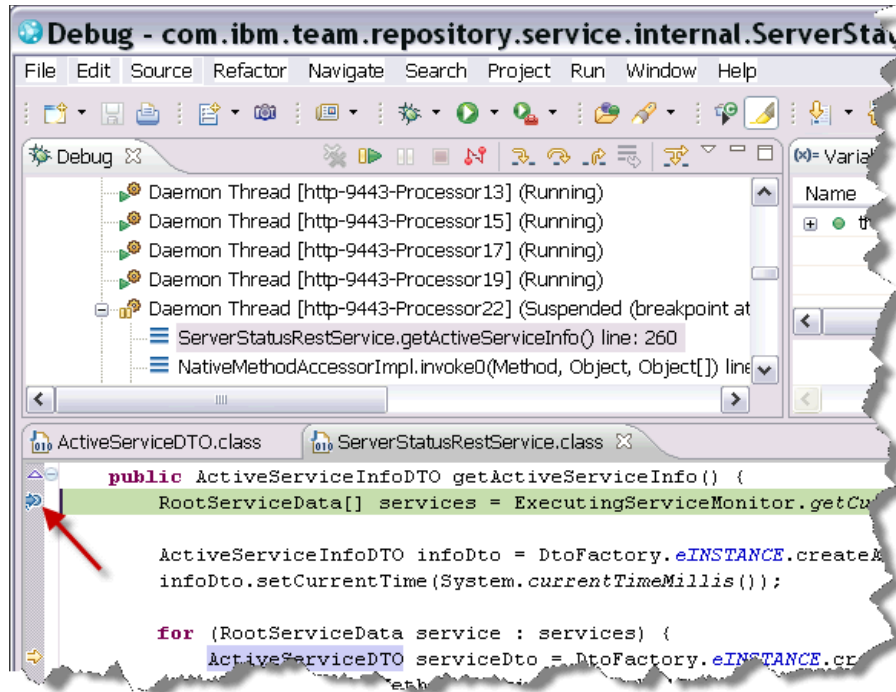 Debug - com.ibm.team.repository.service.internal.ServerStatu
File Edit Source Refactor Navigate Search Project Run Window Help
Debug
(x)= Variab
Daemon Thread [http-9443-Processor13] (Running)
Name
Daemon Thread [http-9443-Processor15] (Running)
th
Daemon Thread [http-9443-Processor17] (Running)
Daemon Thread [http-9443-Processor19] (Running)
Daemon Thread [http-9443-Processor22] (Suspended (breakpoint at
ServerStatusRestService.getActiveServiceInfo() line: 260
NativeMethodAccessorImpl.invoke0(Method, Object, Object[]) line
ActiveServiceDTO.class
ServerStatusRestService.class
public ActiveServiceInfoDTO getActiveServiceInfo() {
RootServiceData[] services = ExecutingServiceMonitor.getCu
ActiveServiceInfoDTO infoDto = DtoFactory.eINSTANCE.createA
infoDto.setCurrentTime(System.currentTimeMillis());
for (RootServiceData service : services) {
ActiveServiceDTO serviceDto = DtoFactory.eINSTANCE.cr